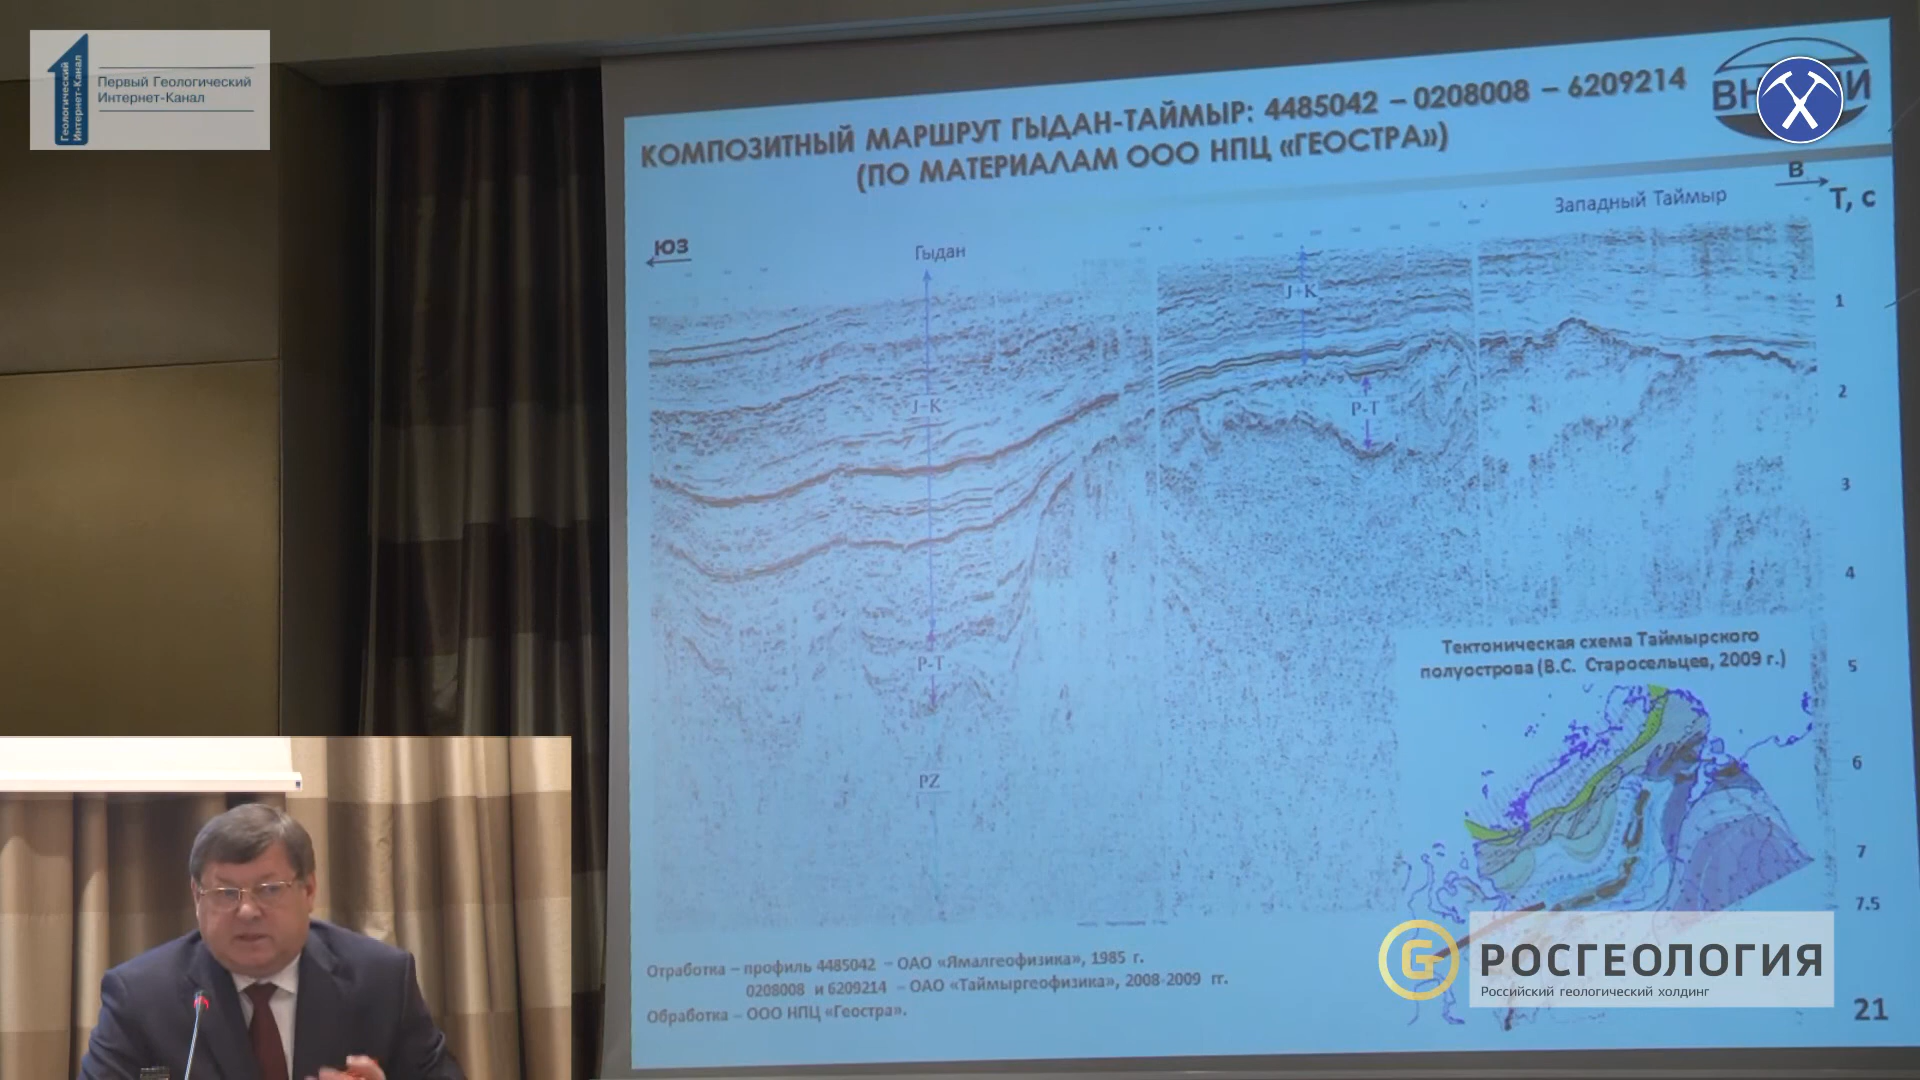 Геологический
Интернет-Канал
Первый Геологический
Интернет-Канал
КОМПОЗИТНЫЙ МАРШРУТ ГЫДАН-ТАЙМЫР: 4485042 – 0208008 – 6209214
(ПО МАТЕРИАЛАМ ООО НПЦ «ГЕОСТРА»)
ЮЗ
Гыдан
Западный Таймыр
В
Т, с
J-K
J-K
P-T
P-T
PZ
1
2
3
4
5
6
7
7.5
Тектоническая схема Таймырского
полуострова (В.С. Старосельцев, 2009 г.)
Отработка – профиль 4485042 – ОАО «Ямалгеофизика», 1985 г.
0208008 и 6209214 – ОАО «Таймыргеофизика», 2008-2009 гг.
Обработка – ООО НПЦ «Геостра».
РОСГЕОЛОГИЯ
Российский геологический холдинг
21